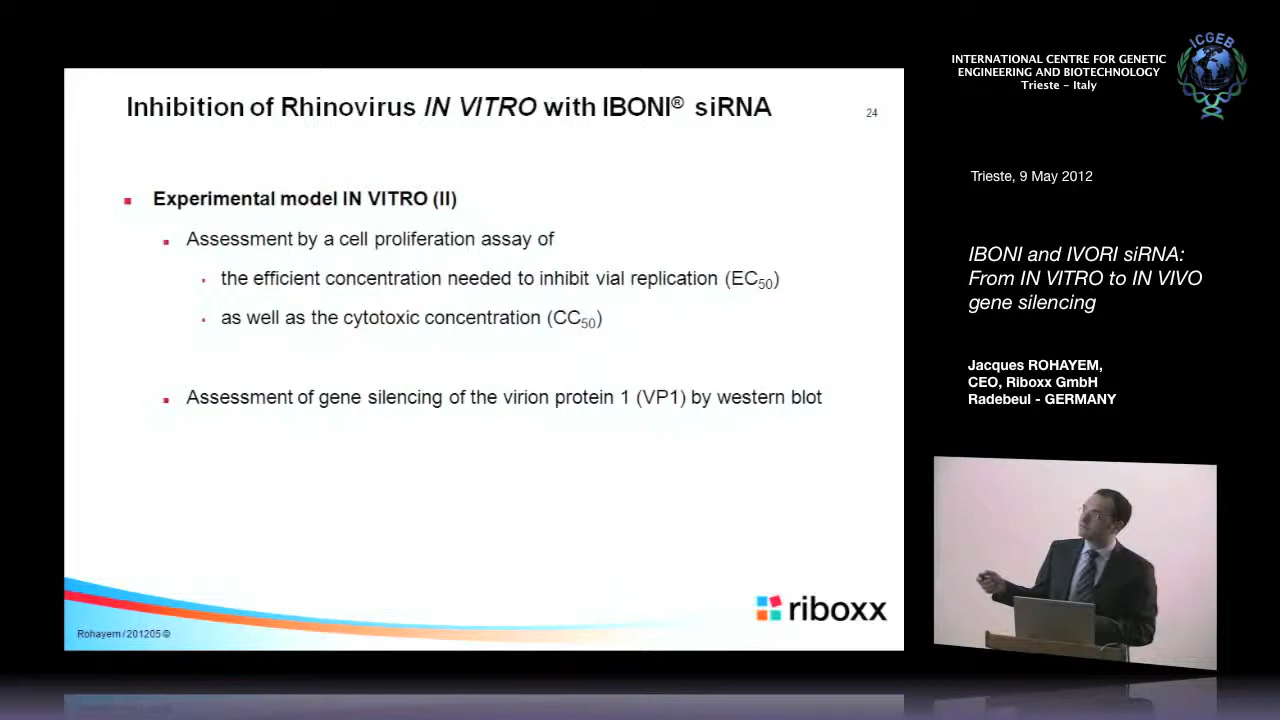 Inhibition of Rhinovirus IN VITRO with IBONI® siRNA
24
Experimental model IN VITRO (II)
Assessment by a cell proliferation assay of
the efficient concentration needed to inhibit vial replication (EC50)
as well as the cytotoxic concentration (CC50)
Assessment of gene silencing of the virion protein 1 (VP1) by western blot
riboxx
Rohayem / 201205 ©
INTERNATIONAL CENTRE FOR GENETIC
ENGINEERING AND BIOTECHNOLOGY
Trieste - Italy
ICGEB
Trieste, 9 May 2012
IBONI and IVORI siRNA:
From IN VITRO to IN VIVO
gene silencing
Jacques ROHAYEM,
CEO, Riboxx GmbH
Radebeul - GERMANY